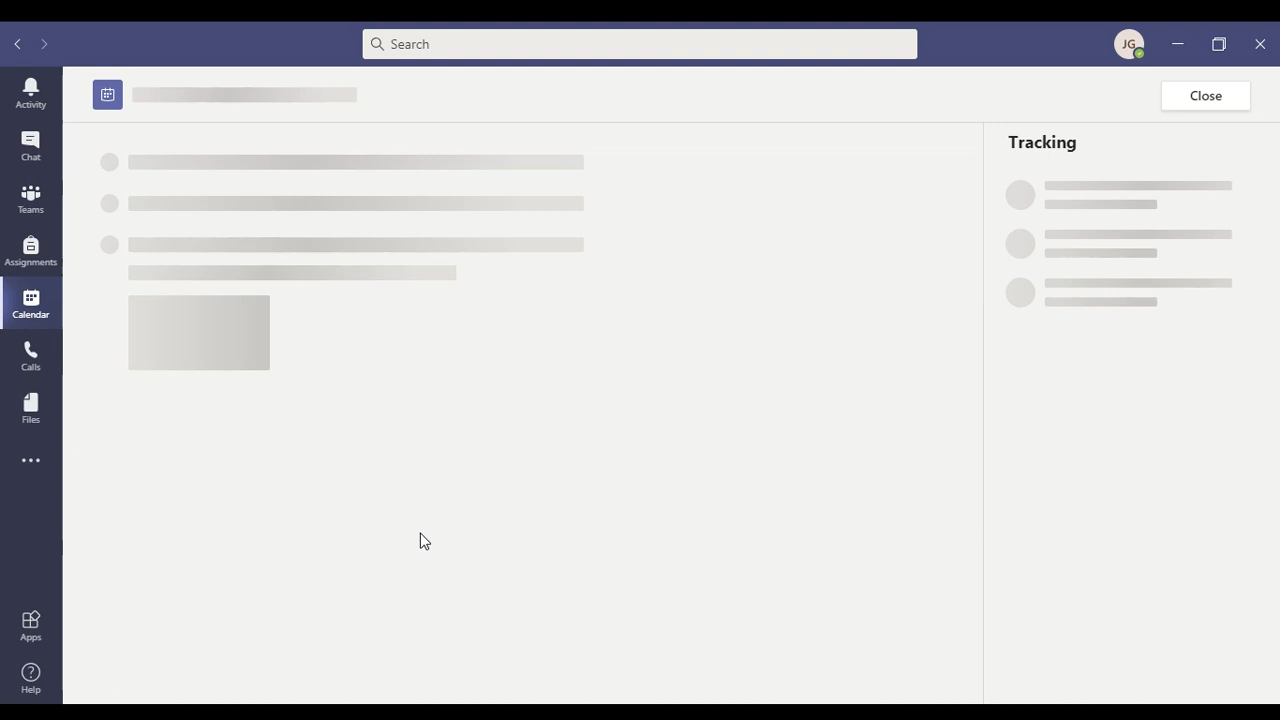 Search
JG
Activity
Close
Chat
Tracking
Teams
Assignments
Calendar
Calls
Files
Apps
Help